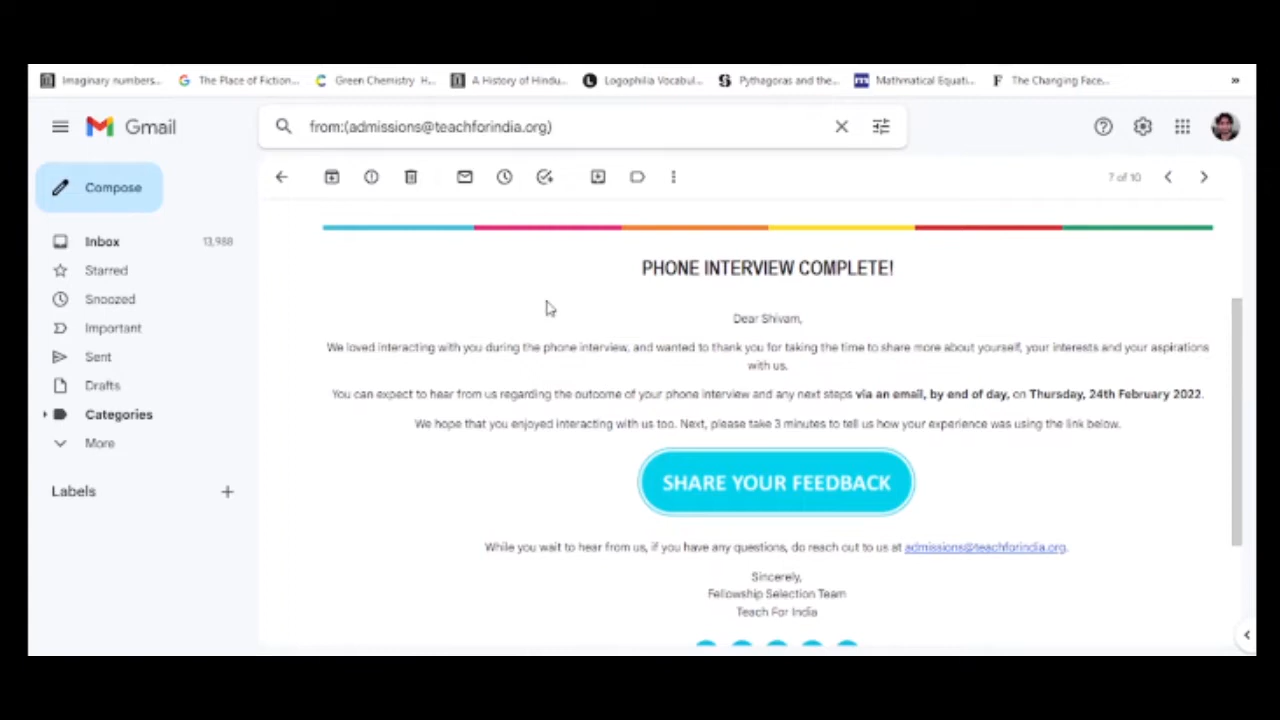 Imaginary numbers... The Place of Fiction... Green Chemistry H... A History of Hindu... Logophilia Vocabul... Pythagoras and the... Mathmatical Equati... The Changing Face... »
Gmail from:(admissions@teachforindia.org)
Compose 7 of 10
Inbox 13,988
Starred
Snoozed
Important
Sent
Drafts
Categories
More
Labels
PHONE INTERVIEW COMPLETE!
Dear Shivam,
We loved interacting with you during the phone interview, and wanted to thank you for taking the time to share more about yourself, your interests and your aspirations
with us.
You can expect to hear from us regarding the outcome of your phone interview and any next steps via an email, by end of day, on Thursday, 24th February 2022.
We hope that you enjoyed interacting with us too. Next, please take 3 minutes to tell us how your experience was using the link below.
SHARE YOUR FEEDBACK
While you wait to hear from us, if you have any questions, do reach out to us at admissions@teachforindia.org.
Sincerely,
Fellowship Selection Team
Teach For India